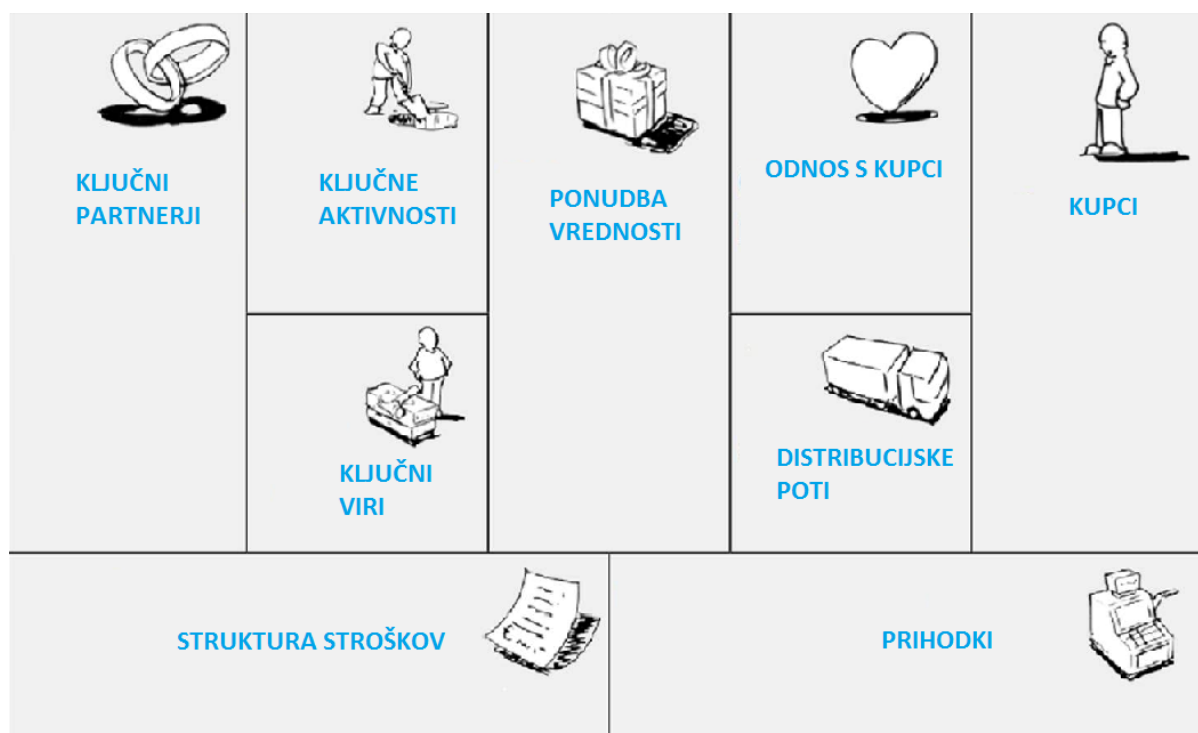 KLJUČNI
PARTNERJI
KLJUČNE
AKTIVNOSTI
KLJUČNI
VIRI
PONUDBA
VREDNOSTI
ODNOS S KUPCI
DISTRIBUCIJSKE
POTI
KUPCI
STRUKTURA STROŠKOV
PRIHODKI